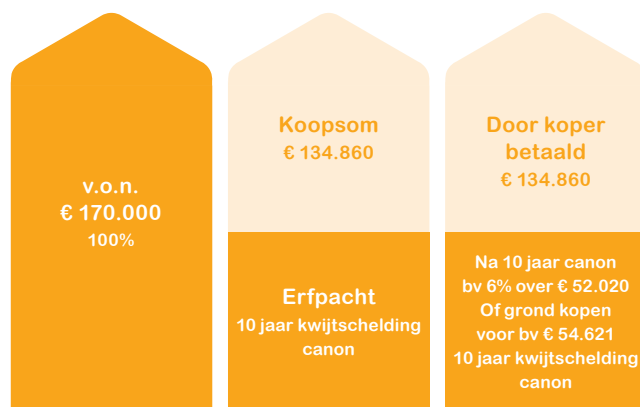 v.o.n.
€ 170.000
100%
Koopsom
€ 134.860
Erfpacht
10 jaar kwijtschelding
canon
Door koper
betaald
€ 134.860
Na 10 jaar canon
bv 6% over € 52.020
Of grond kopen
voor bv € 54.621
10 jaar kwijtschelding
canon